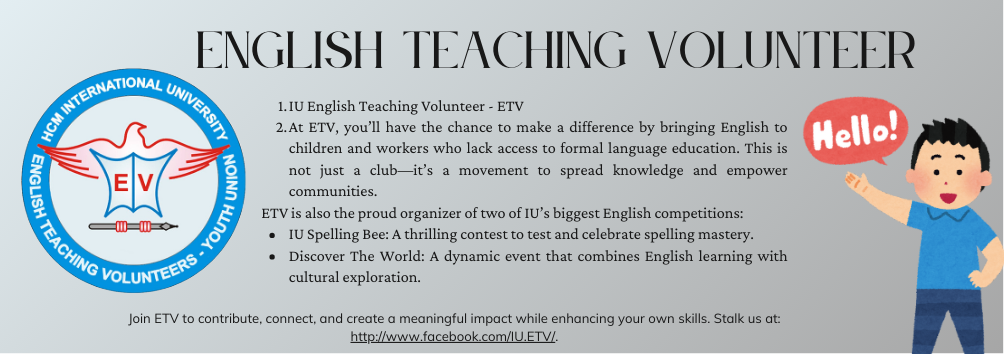 ENGLISH TEACHING VOLUNTEER
HCM INTERNATIONAL UNIVERSITY
ENGLISH TEACHING VOLUNTEERS - YOUTH UNION
E V
1. IU English Teaching Volunteer - ETV
2. At ETV, you’ll have the chance to make a difference by bringing English to
children and workers who lack access to formal language education. This is
not just a club—it’s a movement to spread knowledge and empower
communities.
ETV is also the proud organizer of two of IU’s biggest English competitions:
• IU Spelling Bee: A thrilling contest to test and celebrate spelling mastery.
• Discover The World: A dynamic event that combines English learning with
cultural exploration.
Hello!
Join ETV to contribute, connect, and create a meaningful impact while enhancing your own skills. Stalk us at:
http://www.facebook.com/IU.ETV/.